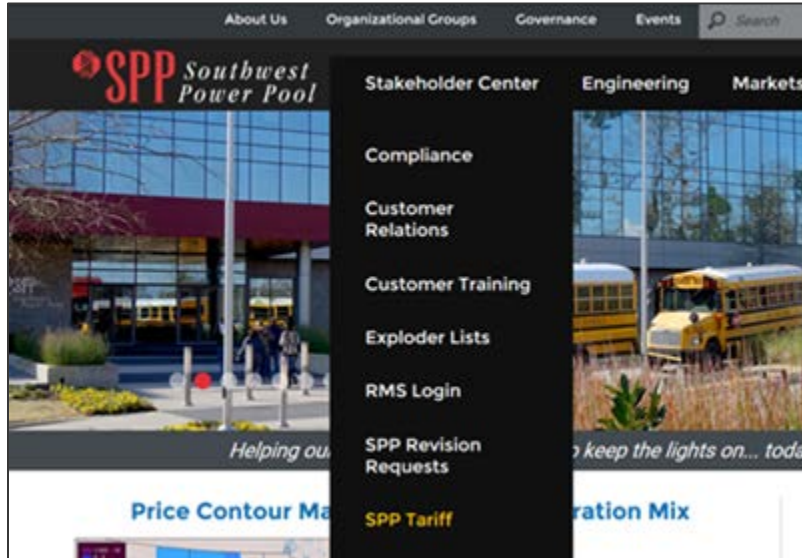 About Us Organizational Groups Governance Events Search
SPP Southwest
Power Pool
Stakeholder Center Engineering Markets
Compliance
Customer
Relations
Customer Training
Exploder Lists
RMS Login
SPP Revision
Requests
SPP Tariff
Helping ou keep the lights on... toda
Price Contour Ma ration Mix
SPP